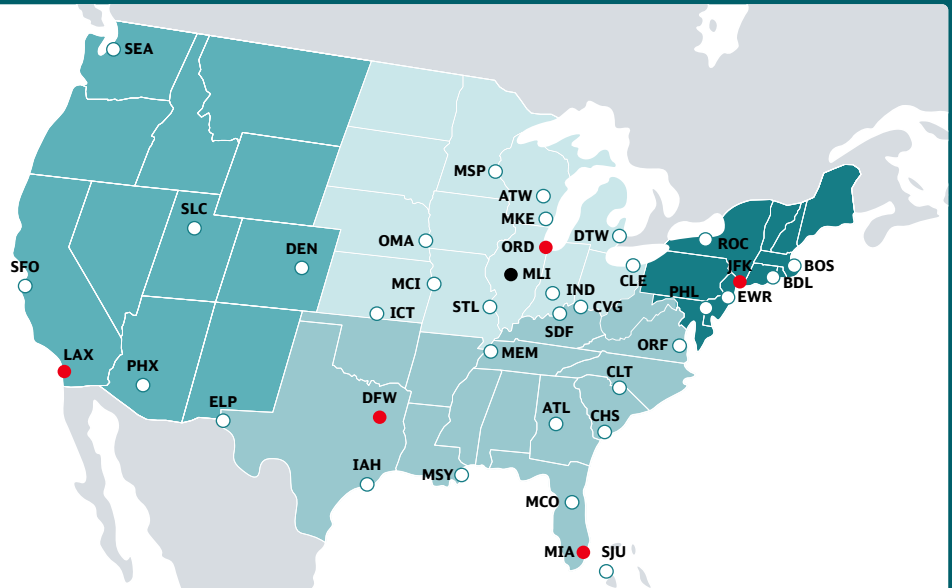 SEA
MSP
ATW
SLC
MKE
OMA
ORD
DTW
ROC
DEN
SFO
MLI
CLE
JFK
BOS
MCI
IND
BDL
PHL
EWR
ICT
STL
CVG
SDF
ORF
LAX
MEM
PHX
CLT
DFW
ELP
ATL
CHS
IAH
MSY
MCO
MIA
SJU